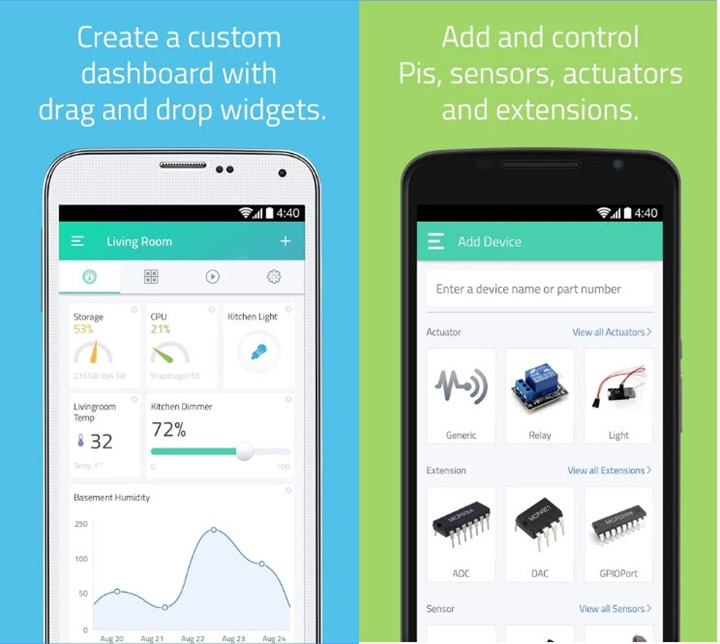 Create a custom
dashboard with
drag and drop widgets.
4:40
Living Room
Storage
53%
210 GB/394 GB
CPU
21%
Snapdragon S5
Kitchen Light
Livingroom
Temp
32
Temp, F°
Kitchen Dimmer
72%
0 100
Basement Humidity
250
100
50
0
Aug 20 Aug 21 Aug 22 Aug 23 Aug 24
Add and control
Pis, sensors, actuators
and extensions.
4:40
Add Device
Enter a device name or part number
Actuator View all Actuators >
Generic Relay Light
Extension View all Extensions >
ADC DAC GPIOPort
Sensor View all Sensors >